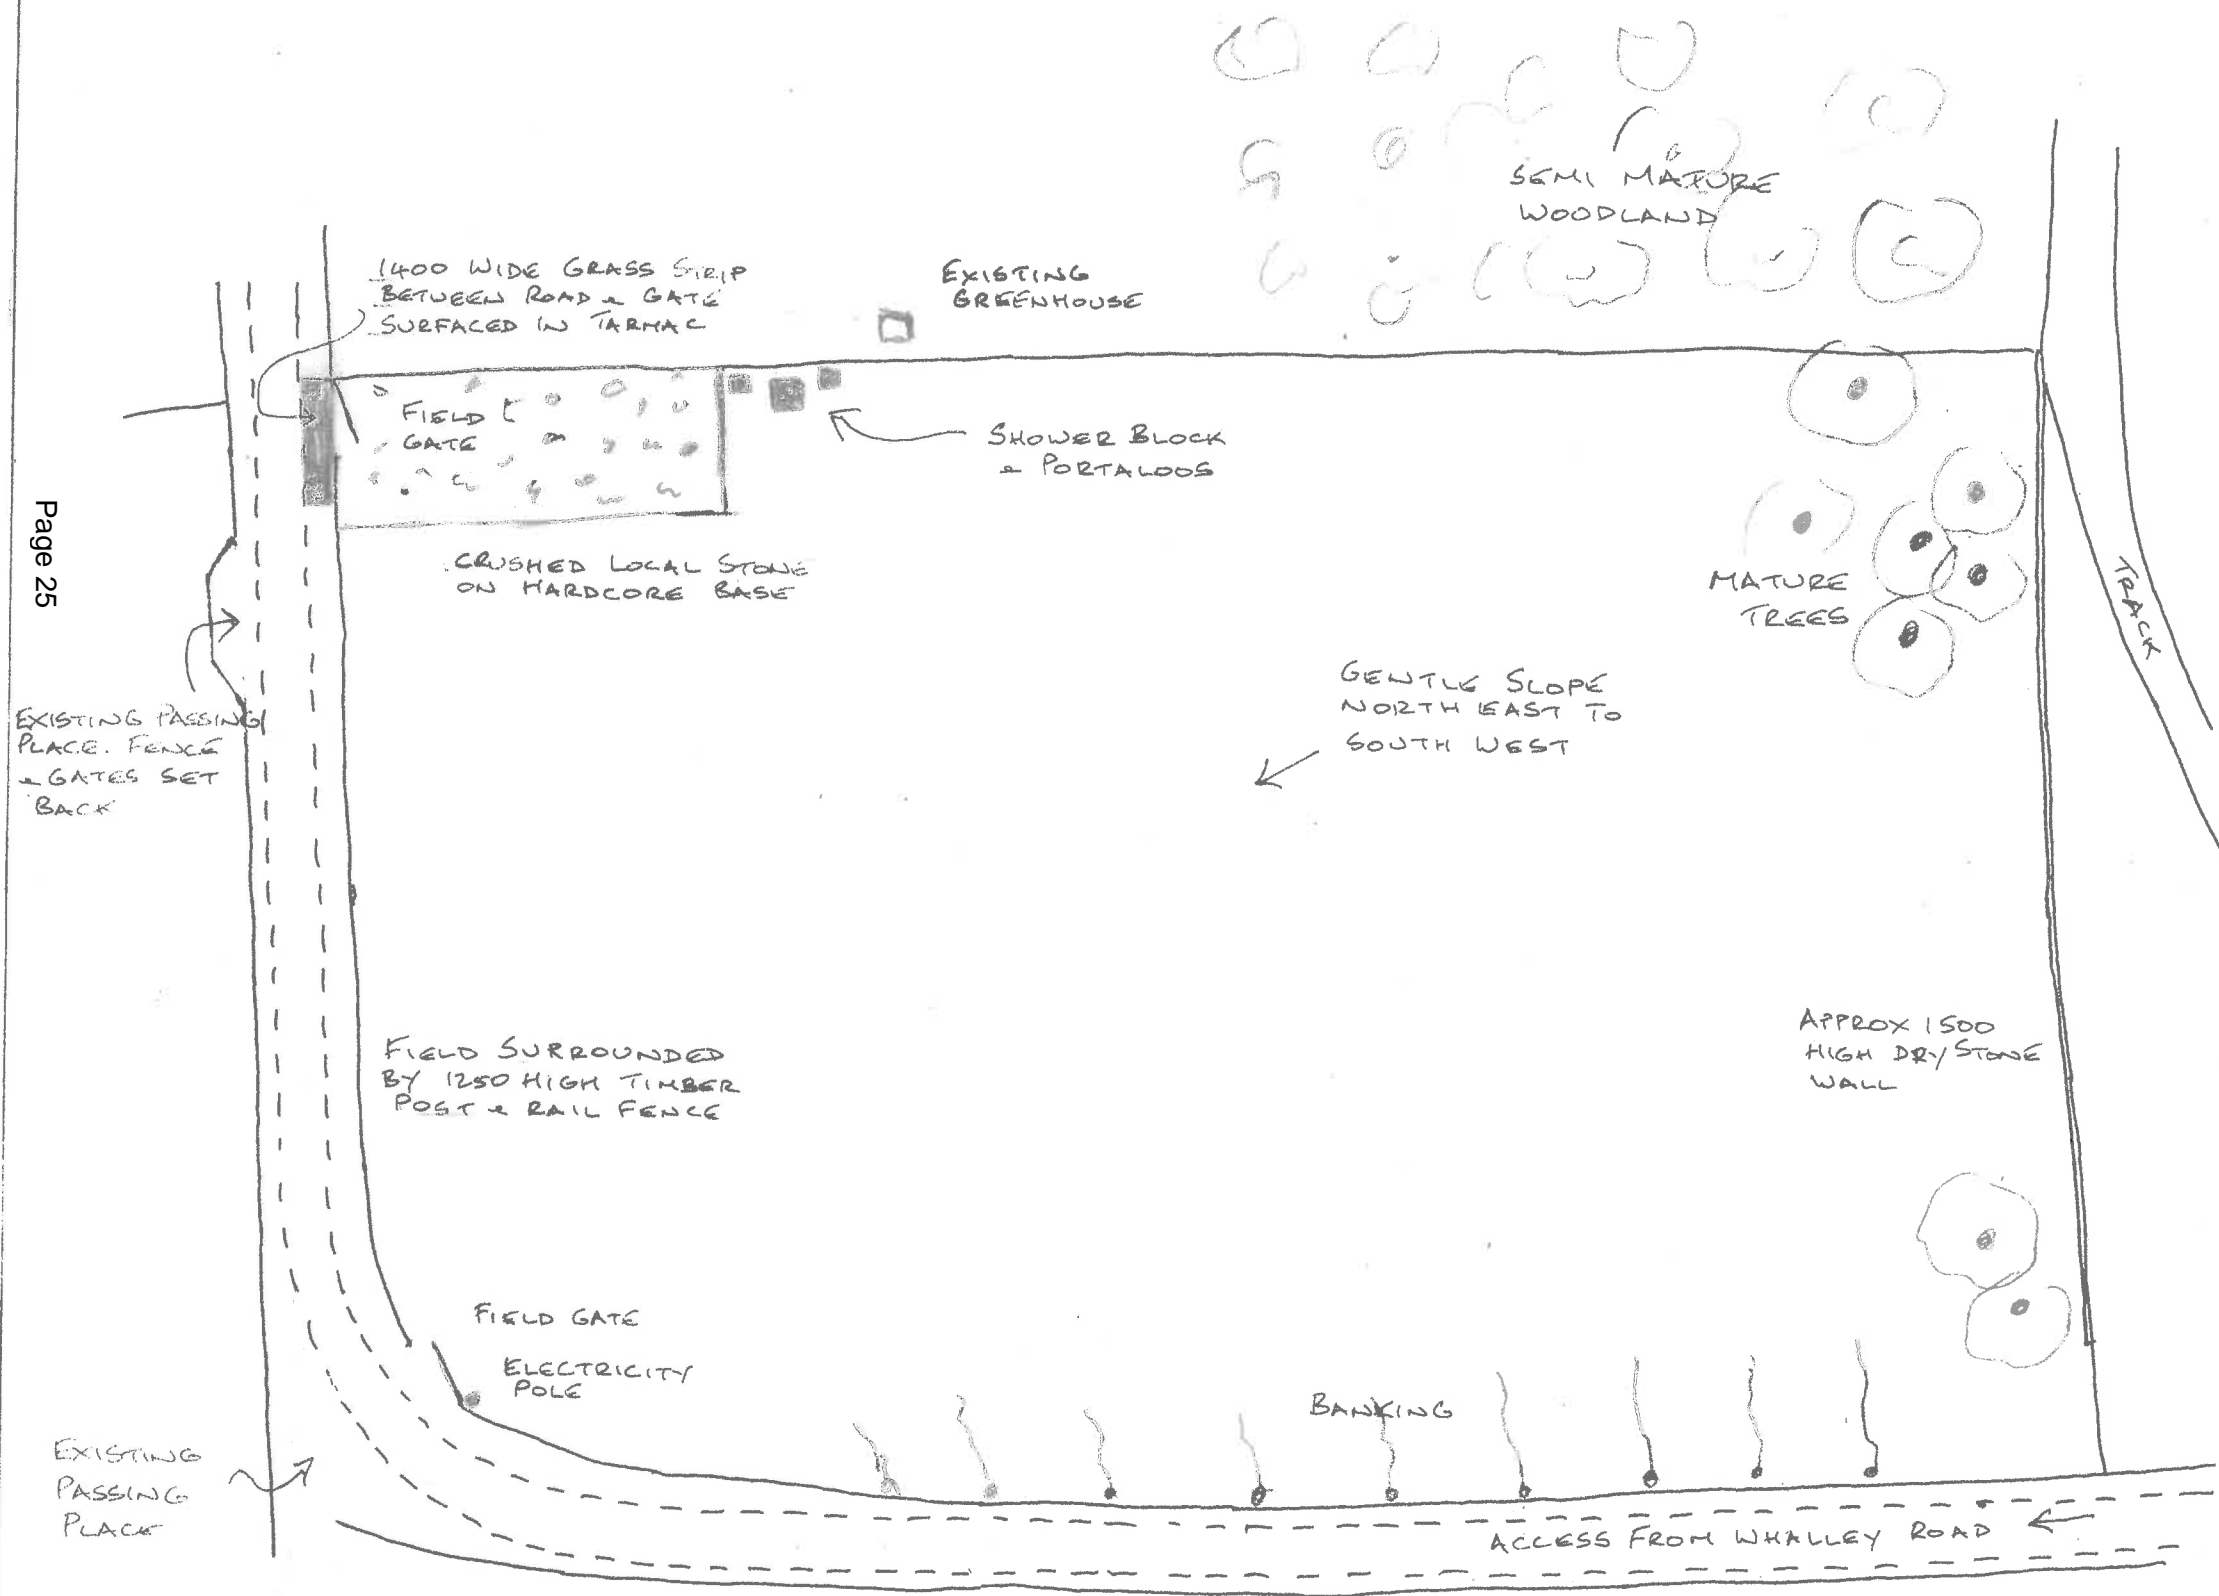 SEMI MATURE
WOODLAND
1400 WIDE GRASS STRIP
BETWEEN ROAD & GATE
SURFACED IN TARMAC
EXISTING
GREENHOUSE
FIELD
GATE
SHOWER BLOCK
& PORTALOOS
Page 25
CRUSHED LOCAL STONE
ON HARDCORE BASE
MATURE
TREES
TRACK
GENTLE SLOPE
NORTH EAST TO
SOUTH WEST
EXISTING PASSING
PLACE. FENCE
& GATES SET
BACK
APPROX 1500
HIGH DRY STONE
WALL
FIELD SURROUNDED
BY 1250 HIGH TIMBER
POST & RAIL FENCE
FIELD GATE
ELECTRICITY
POLE
BANKING
EXISTING
PASSING
PLACE
ACCESS FROM WHALLEY ROAD